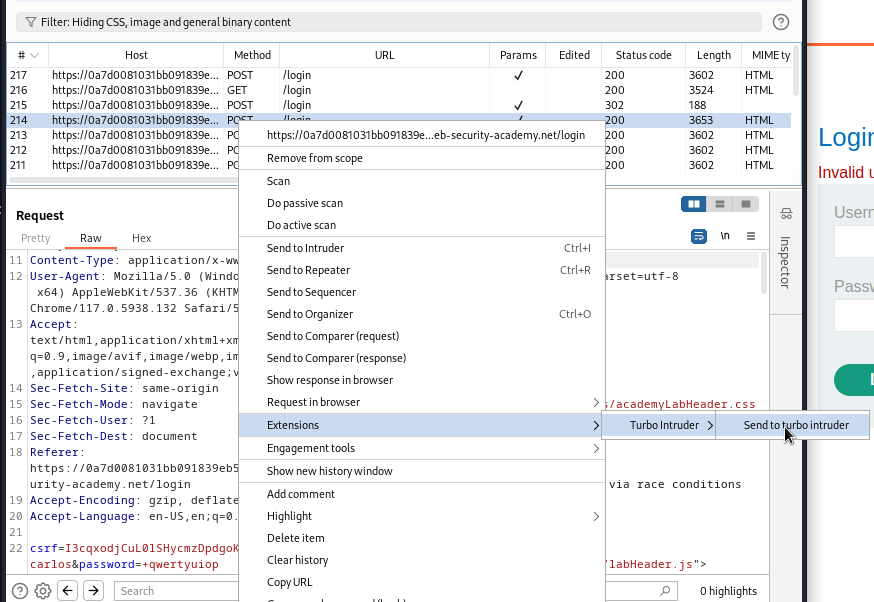 Filter: Hiding CSS, image and general binary content
# Host Method URL Params Edited Status code Length MIME ty
217 https://0a7d0081031bb091839e... POST /login ✓ 200 3602 HTML
216 https://0a7d0081031bb091839e... GET /login 200 3524 HTML
215 https://0a7d0081031bb091839e... POST /login ✓ 302 188
214 https://0a7d0081031bb091839e... POST /login 200 3653 HTML
213 https://0a7d0081031bb091839e... 200 3602 HTML
212 https://0a7d0081031bb091839e... 200 3602 HTML
211 https://0a7d0081031bb091839e... 200 3602 HTML
https://0a7d0081031bb091839e...eb-security-academy.net/login
Remove from scope
Scan
Do passive scan
Do active scan
Send to Intruder Ctrl+I
Send to Repeater Ctrl+R
Send to Sequencer
Send to Organizer Ctrl+O
Send to Comparer (request)
Send to Comparer (response)
Show response in browser
Request in browser
Extensions
Turbo Intruder
Send to turbo intruder
Engagement tools
Show new history window
Add comment
Highlight
Delete item
Clear history
Copy URL
Request
Pretty Raw Hex
\n
Inspector
11 Content-Type: application/x-ww
12 User-Agent: Mozilla/5.0 (Windo
x64) AppleWebKit/537.36 (KHTM
Chrome/117.0.5938.132 Safari/5
13 Accept:
text/html,application/xhtml+xm
q=0.9,image/avif,image/webp,im
,application/signed-exchange;v
14 Sec-Fetch-Site: same-origin
15 Sec-Fetch-Mode: navigate
16 Sec-Fetch-User: ?1
17 Sec-Fetch-Dest: document
18 Referer:
https://0a7d0081031bb091839eb5
urity-academy.net/login
19 Accept-Encoding: gzip, deflate
20 Accept-Language: en-US,en;q=0.
21
22 csrf=I3cqxodjCuL0lSHycmzDpdgoK
carlos&password=+qwertyuiop
arset=utf-8
s/academyLabHeader.css
via race conditions
/labHeader.js">
Search
0 highlights
Login
Invalid u
Usern
Passw